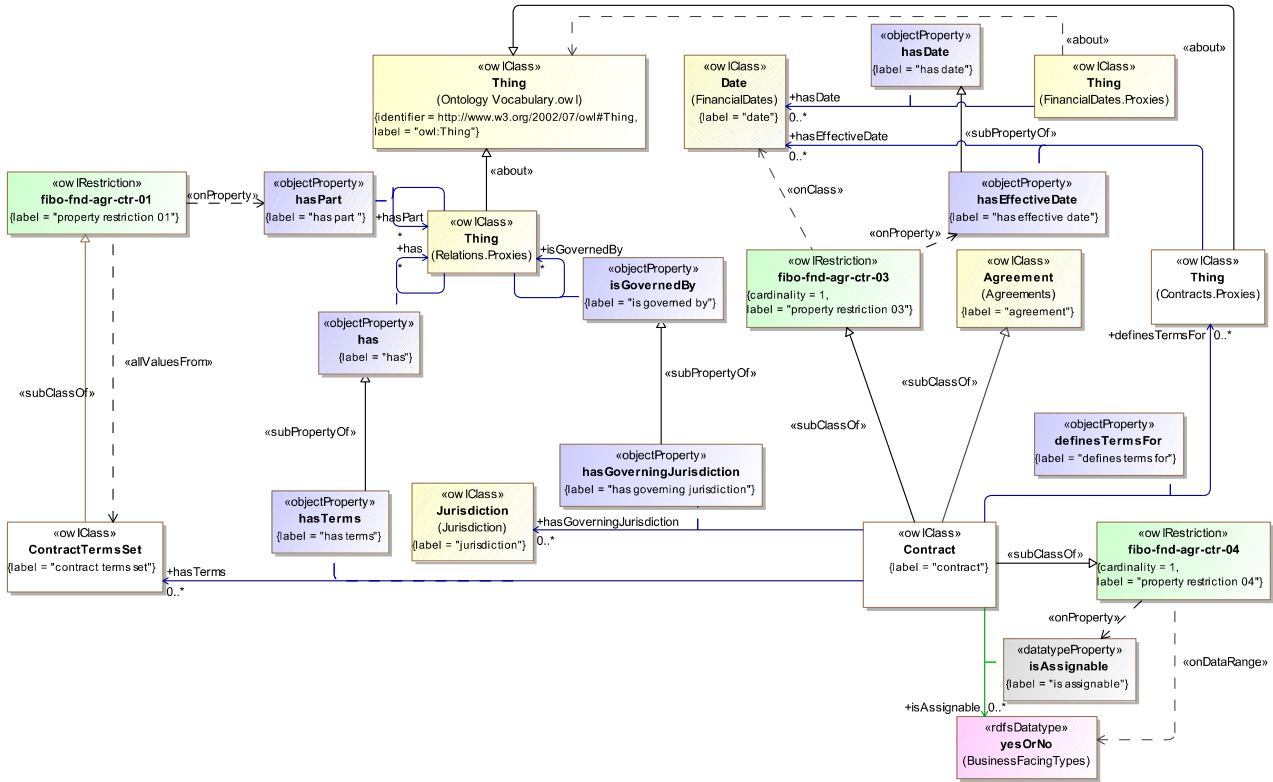 «about»
«about»
«owlClass»
Thing
(Ontology Vocabulary.owl)
{identifier = http://www.w3.org/2002/07/owl#Thing,
label = "owl:Thing"}
«owlClass»
Date
(FinancialDates)
{label = "date"}
«objectProperty»
hasDate
{label = "has date"}
«owlClass»
Thing
(FinancialDates.Proxies)
+hasDate
0..*
+hasEffectiveDate
0..*
«subPropertyOf»
«about»
«onClass»
«owlRestriction»
fibo-fnd-agr-ctr-01
{label = "property restriction 01"}
«onProperty»
«objectProperty»
hasPart
{label = "has part "}
+hasPart
*
+has
*
«owlClass»
Thing
(Relations.Proxies)
+isGovernedBy
*
«objectProperty»
isGovernedBy
{label = "is governed by"}
«objectProperty»
hasEffectiveDate
{label = "has effective date"}
«onProperty»
«owlRestriction»
fibo-fnd-agr-ctr-03
{cardinality = 1,
label = "property restriction 03"}
«owlClass»
Agreement
(Agreements)
{label = "agreement"}
«owlClass»
Thing
(Contracts.Proxies)
+definesTermsFor
0..*
«objectProperty»
has
{label = "has"}
«allValuesFrom»
«subClassOf»
«subPropertyOf»
«subPropertyOf»
«subClassOf»
«subClassOf»
«objectProperty»
definesTermsFor
{label = "defines terms for"}
«objectProperty»
hasGoverningJurisdiction
{label = "has governing jurisdiction"}
«objectProperty»
hasTerms
{label = "has terms"}
«owlClass»
Jurisdiction
(Jurisdiction)
{label = "jurisdiction"}
+hasGoverningJurisdiction
0..*
«owlClass»
ContractTermsSet
{label = "contract terms set"}
+hasTerms
0..*
«owlClass»
Contract
{label = "contract"}
«subClassOf»
«owlRestriction»
fibo-fnd-agr-ctr-04
{cardinality = 1,
label = "property restriction 04"}
«onProperty»
«datatypeProperty»
isAssignable
{label = "is assignable"}
«onDataRange»
+isAssignable
0..*
«rdfsDatatype»
yesOrNo
(BusinessFacingTypes)